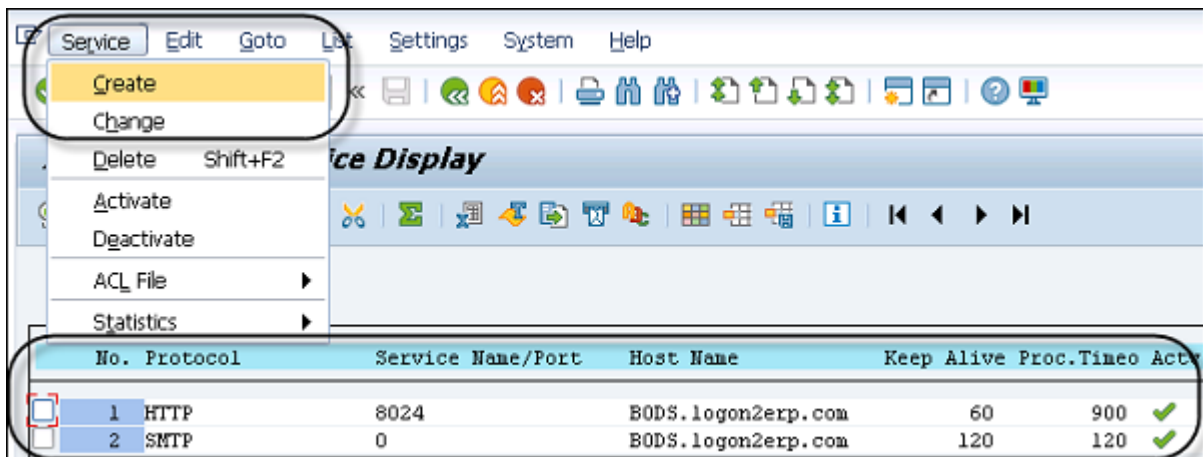 Service Edit Goto List Settings System Help
Create
Change
Delete Shift+F2
ice Display
Activate
Deactivate
ACL File
Statistics
No. Protocol Service Name/Port Host Name Keep Alive Proc.Timeo Actv
1 HTTP 8024 BODS.logon2erp.com 60 900
2 SMTP 0 BODS.logon2erp.com 120 120